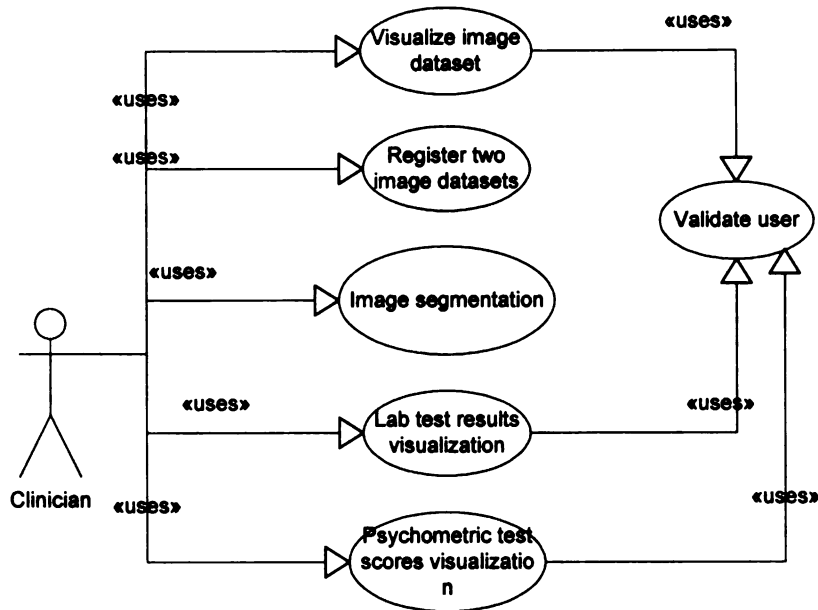 Visualize image
dataset
«uses»
«uses»
«uses»
Register two
image datasets
Validate user
«uses»
Image segmentation
«uses»
Lab test results
visualization
«uses»
Clinician
«uses»
Psychometric test
scores visualizatio
n
«uses»